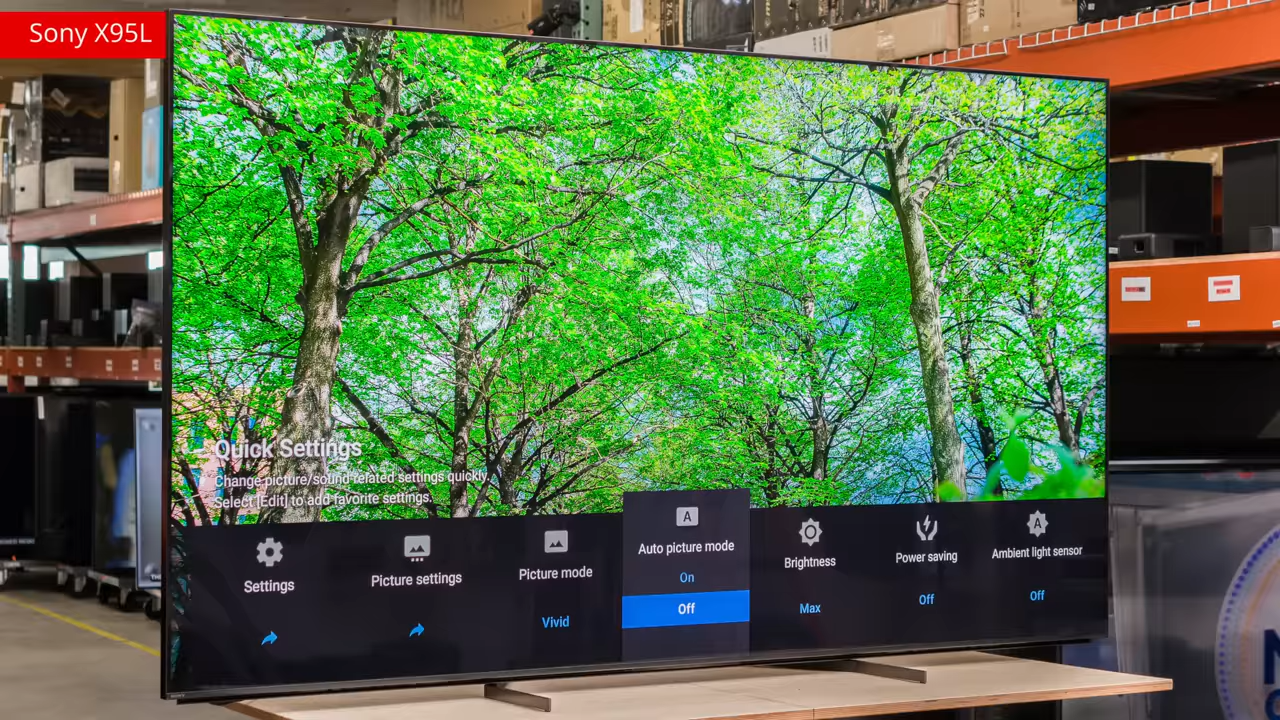 Sony X95L
Quick Settings
Change picture/sound-related settings quickly.
Select [Edit] to add favorite settings.
Settings
Picture settings
Picture mode
Vivid
A
Auto picture mode
On
Off
Brightness
Max
Power saving
Off
A
Ambient light sensor
Off
SONY